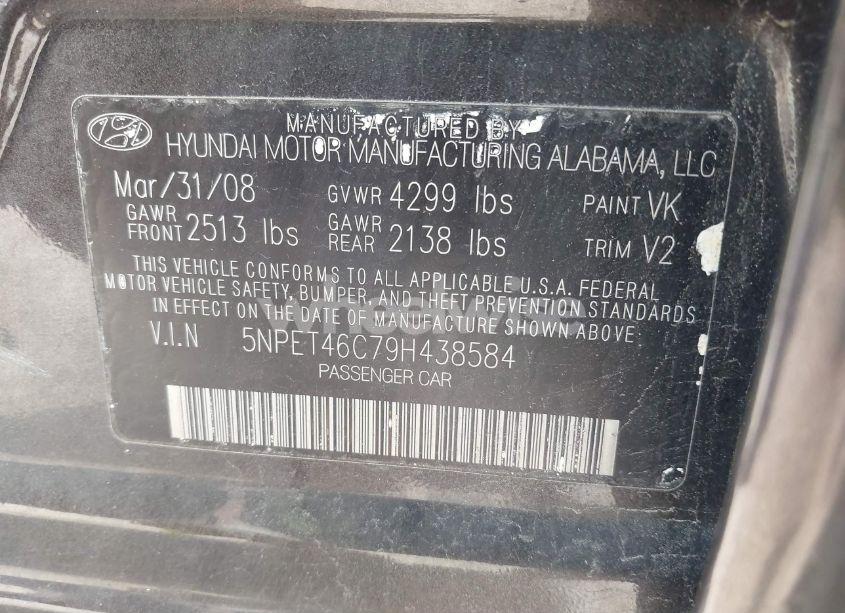 MANUFACTURED BY
HYUNDAI MOTOR MANUFACTURING ALABAMA, LLC
Mar/31/08 GVWR 4299 lbs PAINT VK
GAWR FRONT 2513 lbs GAWR REAR 2138 lbs TRIM V2
THIS VEHICLE CONFORMS TO ALL APPLICABLE U.S.A. FEDERAL
MOTOR VEHICLE SAFETY, BUMPER, AND THEFT PREVENTION STANDARDS
IN EFFECT ON THE DATE OF MANUFACTURE SHOWN ABOVE
V.I.N 5NPET46C79H438584
PASSENGER CAR